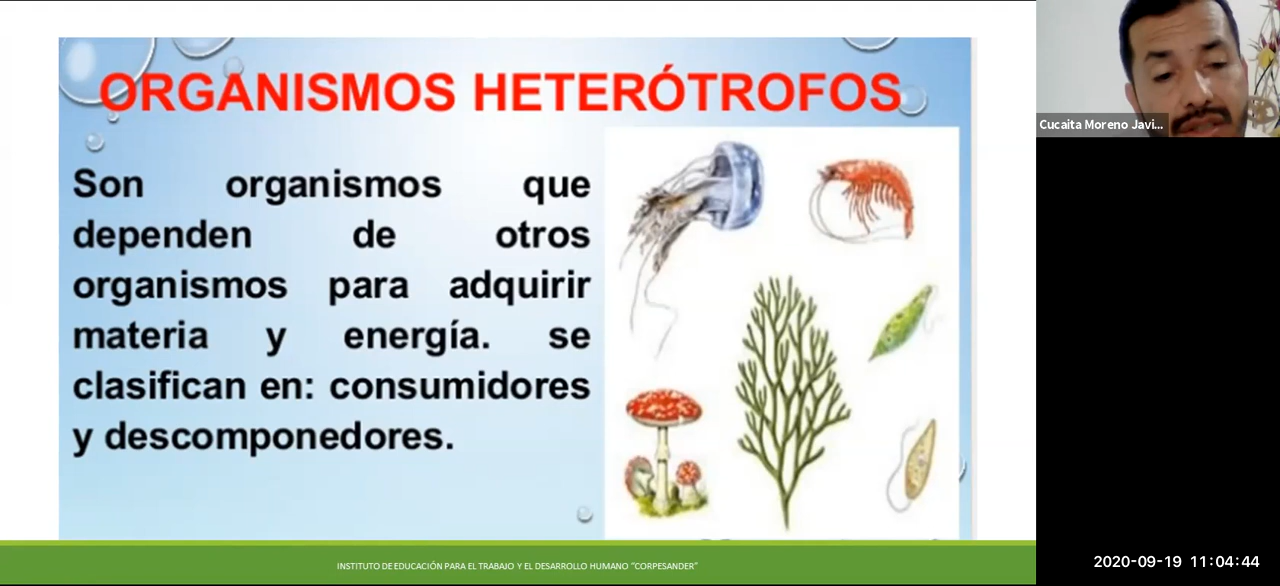 ORGANISMOS HETERÓTROFOS
Son organismos que
dependen de otros
organismos para adquirir
materia y energía. se
clasifican en: consumidores
y descomponedores.
Cucaita Moreno Javi...
INSTITUTO DE EDUCACIÓN PARA EL TRABAJO Y EL DESARROLLO HUMANO "CORPESANDER"
2020-09-19 11:04:44